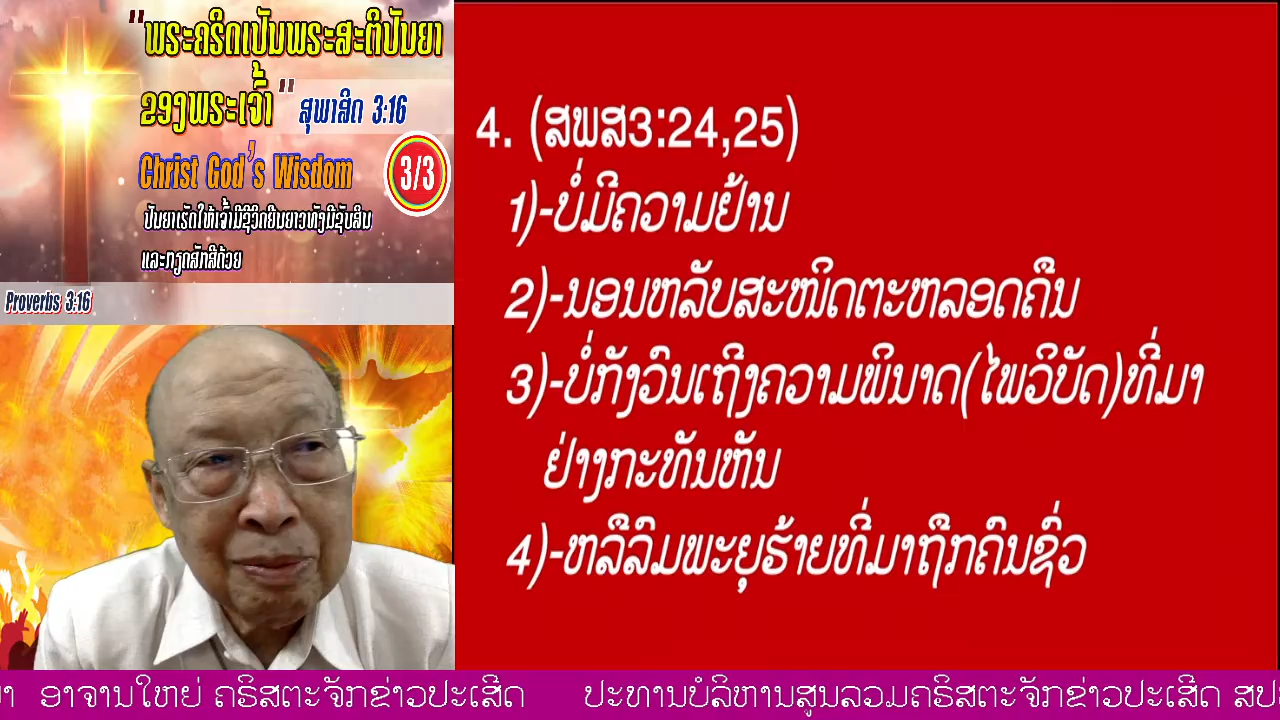 "ພຣະຄຣິດເປັນພຣະສະຕິປັນຍາ
ຂອງພຣະເຈົ້າ" ສຸພາສິດ 3:16
Christ God's Wisdom
3/3
ປັນຍາເຮັດໃຫ້ເຈົ້າມີຊີວິດຍືນຍາວທັງມີຊັບສິນ
ແລະກຽດສັກສີດ້ວຍ
Proverbs 3:16
4. (ສພສ3:24,25)
1)-ບໍ່ມີຄວາມຢ້ານ
2)-ນອນຫລັບສະໜິດຕະຫລອດຄືນ
3)-ບໍ່ກັງວົນເຖິງຄວາມພິນາດ(ໄພວິບັດ)ທີ່ມາ
ຢ່າງກະທັນຫັນ
4)-ຫລືລົມພະຍຸຮ້າຍທີ່ມາຖືກຄົນຊົ່ວ
ອາຈານໃຫຍ່ ຄຣິສຕະຈັກຂ່າວປະເສີດ ປະທານບໍລິຫານສູນລວມຄຣິສຕະຈັກຂ່າວປະເສີດ